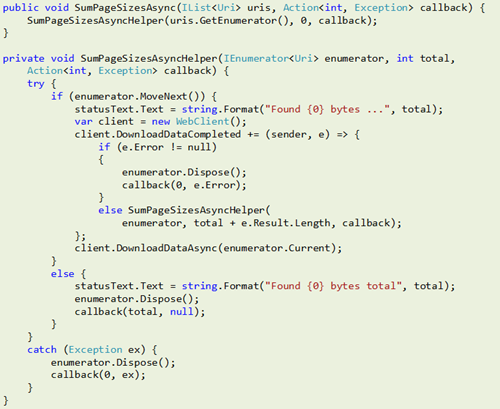 public void SumPageSizesAsync(IList<Uri> uris, Action<int, Exception> callback) {
    SumPageSizesAsyncHelper(uris.GetEnumerator(), 0, callback);
}

private void SumPageSizesAsyncHelper(IEnumerator<Uri> enumerator, int total,
    Action<int, Exception> callback) {
    try {
        if (enumerator.MoveNext()) {
            statusText.Text = string.Format("Found {0} bytes ...", total);
            var client = new WebClient();
            client.DownloadDataCompleted += (sender, e) => {
                if (e.Error != null)
                {
                    enumerator.Dispose();
                    callback(0, e.Error);
                }
                else SumPageSizesAsyncHelper(
                    enumerator, total + e.Result.Length, callback);
            };
            client.DownloadDataAsync(enumerator.Current);
        }
        else {
            statusText.Text = string.Format("Found {0} bytes total", total);
            enumerator.Dispose();
            callback(total, null);
        }
    }
    catch (Exception ex) {
        enumerator.Dispose();
        callback(0, ex);
    }
}